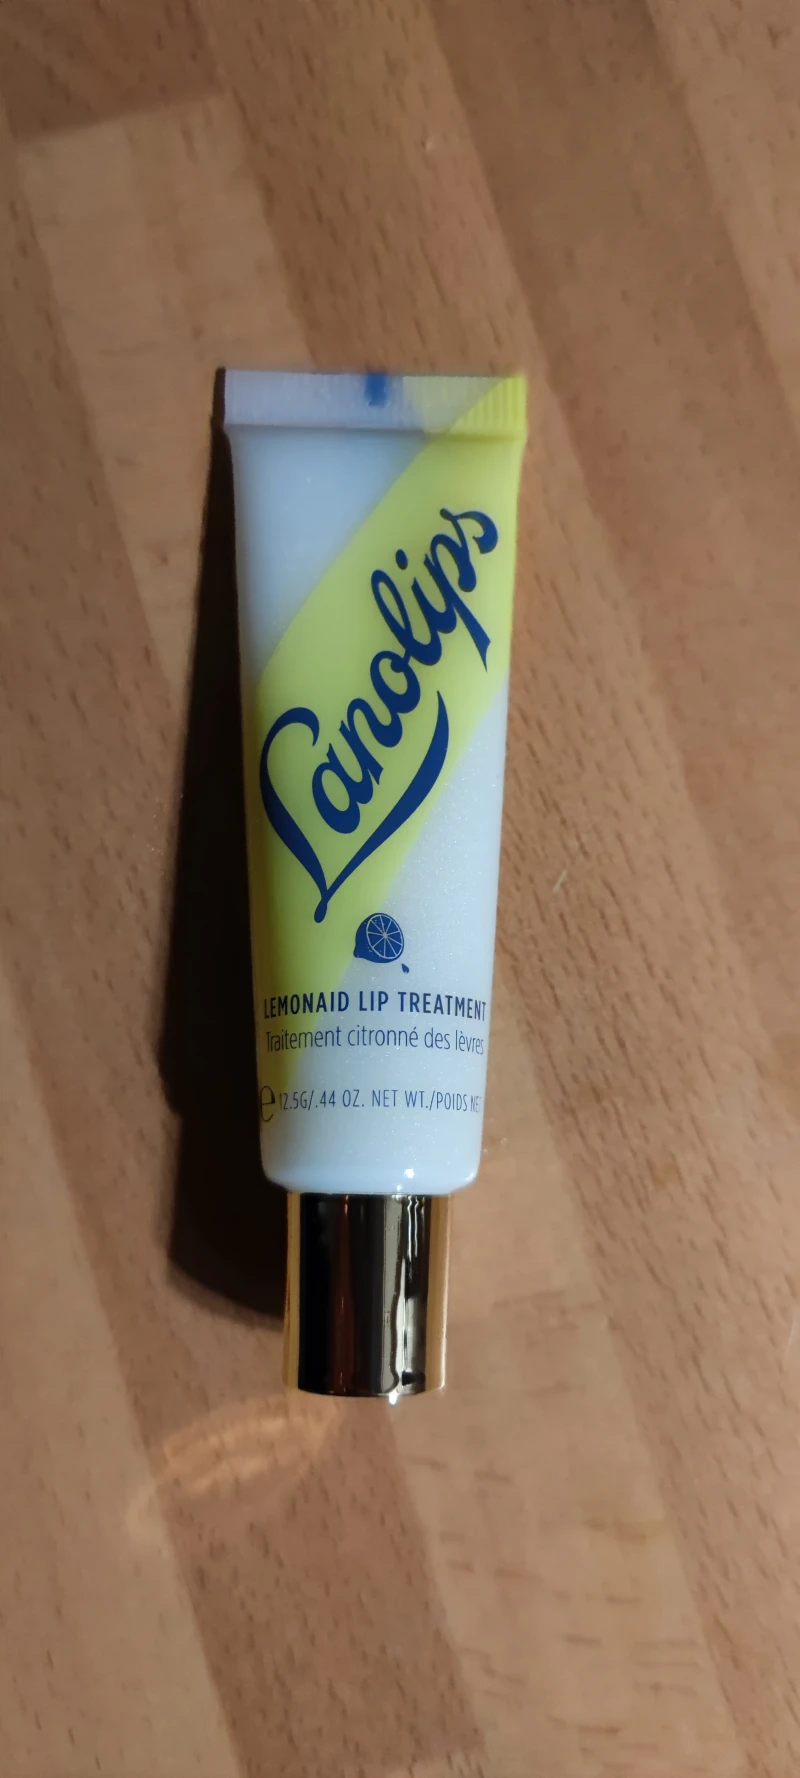 Lanolips
LEMONAID LIP TREATMENT
Traitement citronné des lèvres
e 12.5G/.44 OZ. NET WT./POIDS NET